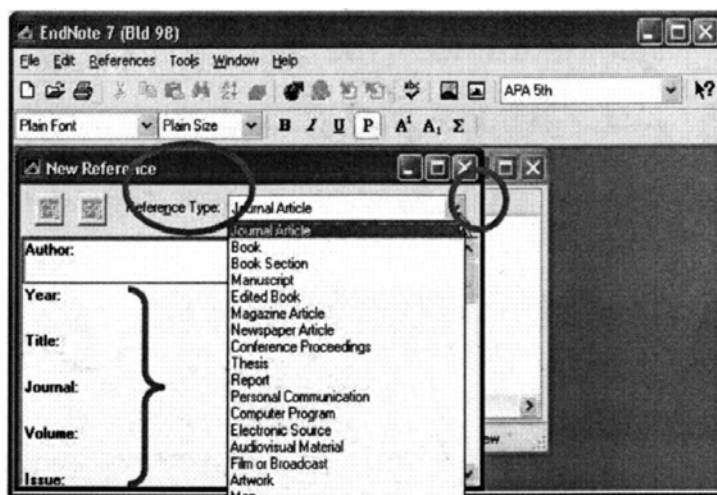 EndNote 7 (Bld 98)
File Edit References Tools Window Help
APA 5th
Plain Font Plain Size B I U P A¹ A₁ Σ
New Reference
Reference Type: Journal Article
Journal Article
Author:
Book
Book Section
Manuscript
Year:
Edited Book
Magazine Article
Newspaper Article
Title:
Conference Proceedings
Thesis
Report
Journal:
Personal Communication
Computer Program
Volume:
Electronic Source
Audiovisual Material
Film or Broadcast
Issue:
Artwork
Map